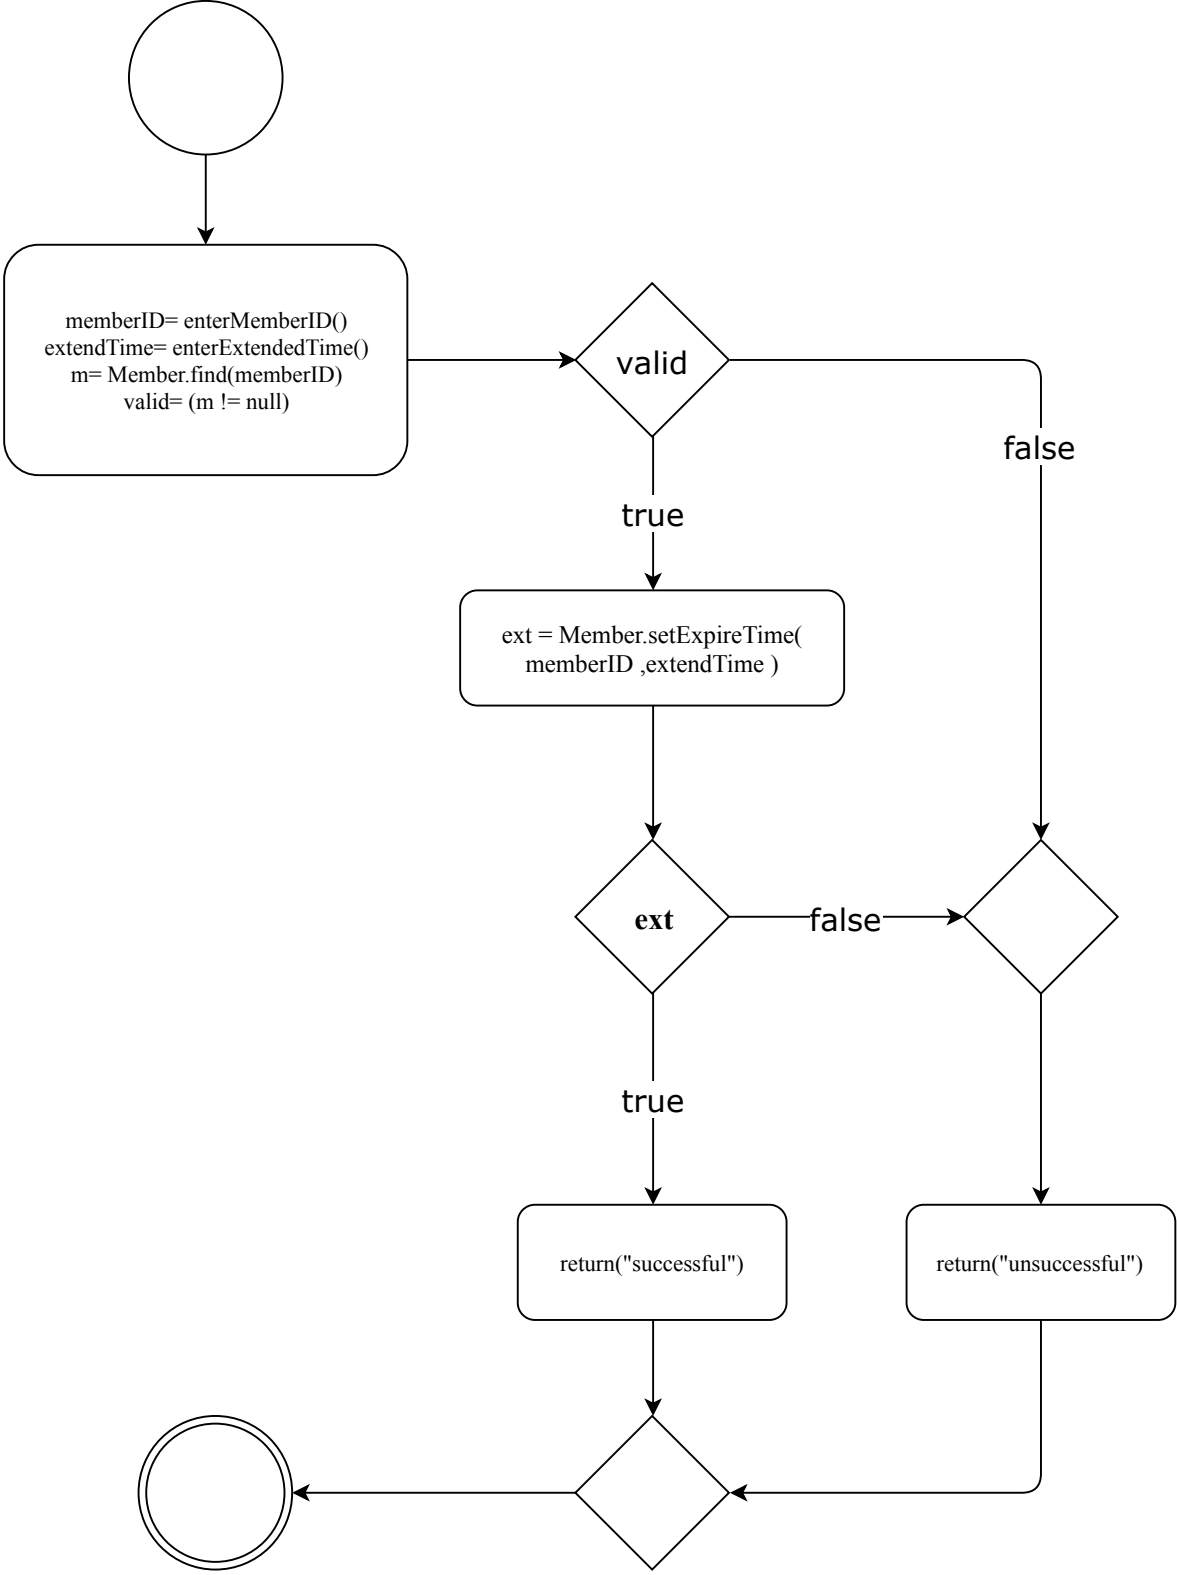 memberID= enterMemberID()
extendTime= enterExtendedTime()
m= Member.find(memberID)
valid= (m != null)
valid
false
true
ext = Member.setExpireTime(
memberID ,extendTime )
ext
false
true
return("successful")
return("unsuccessful")